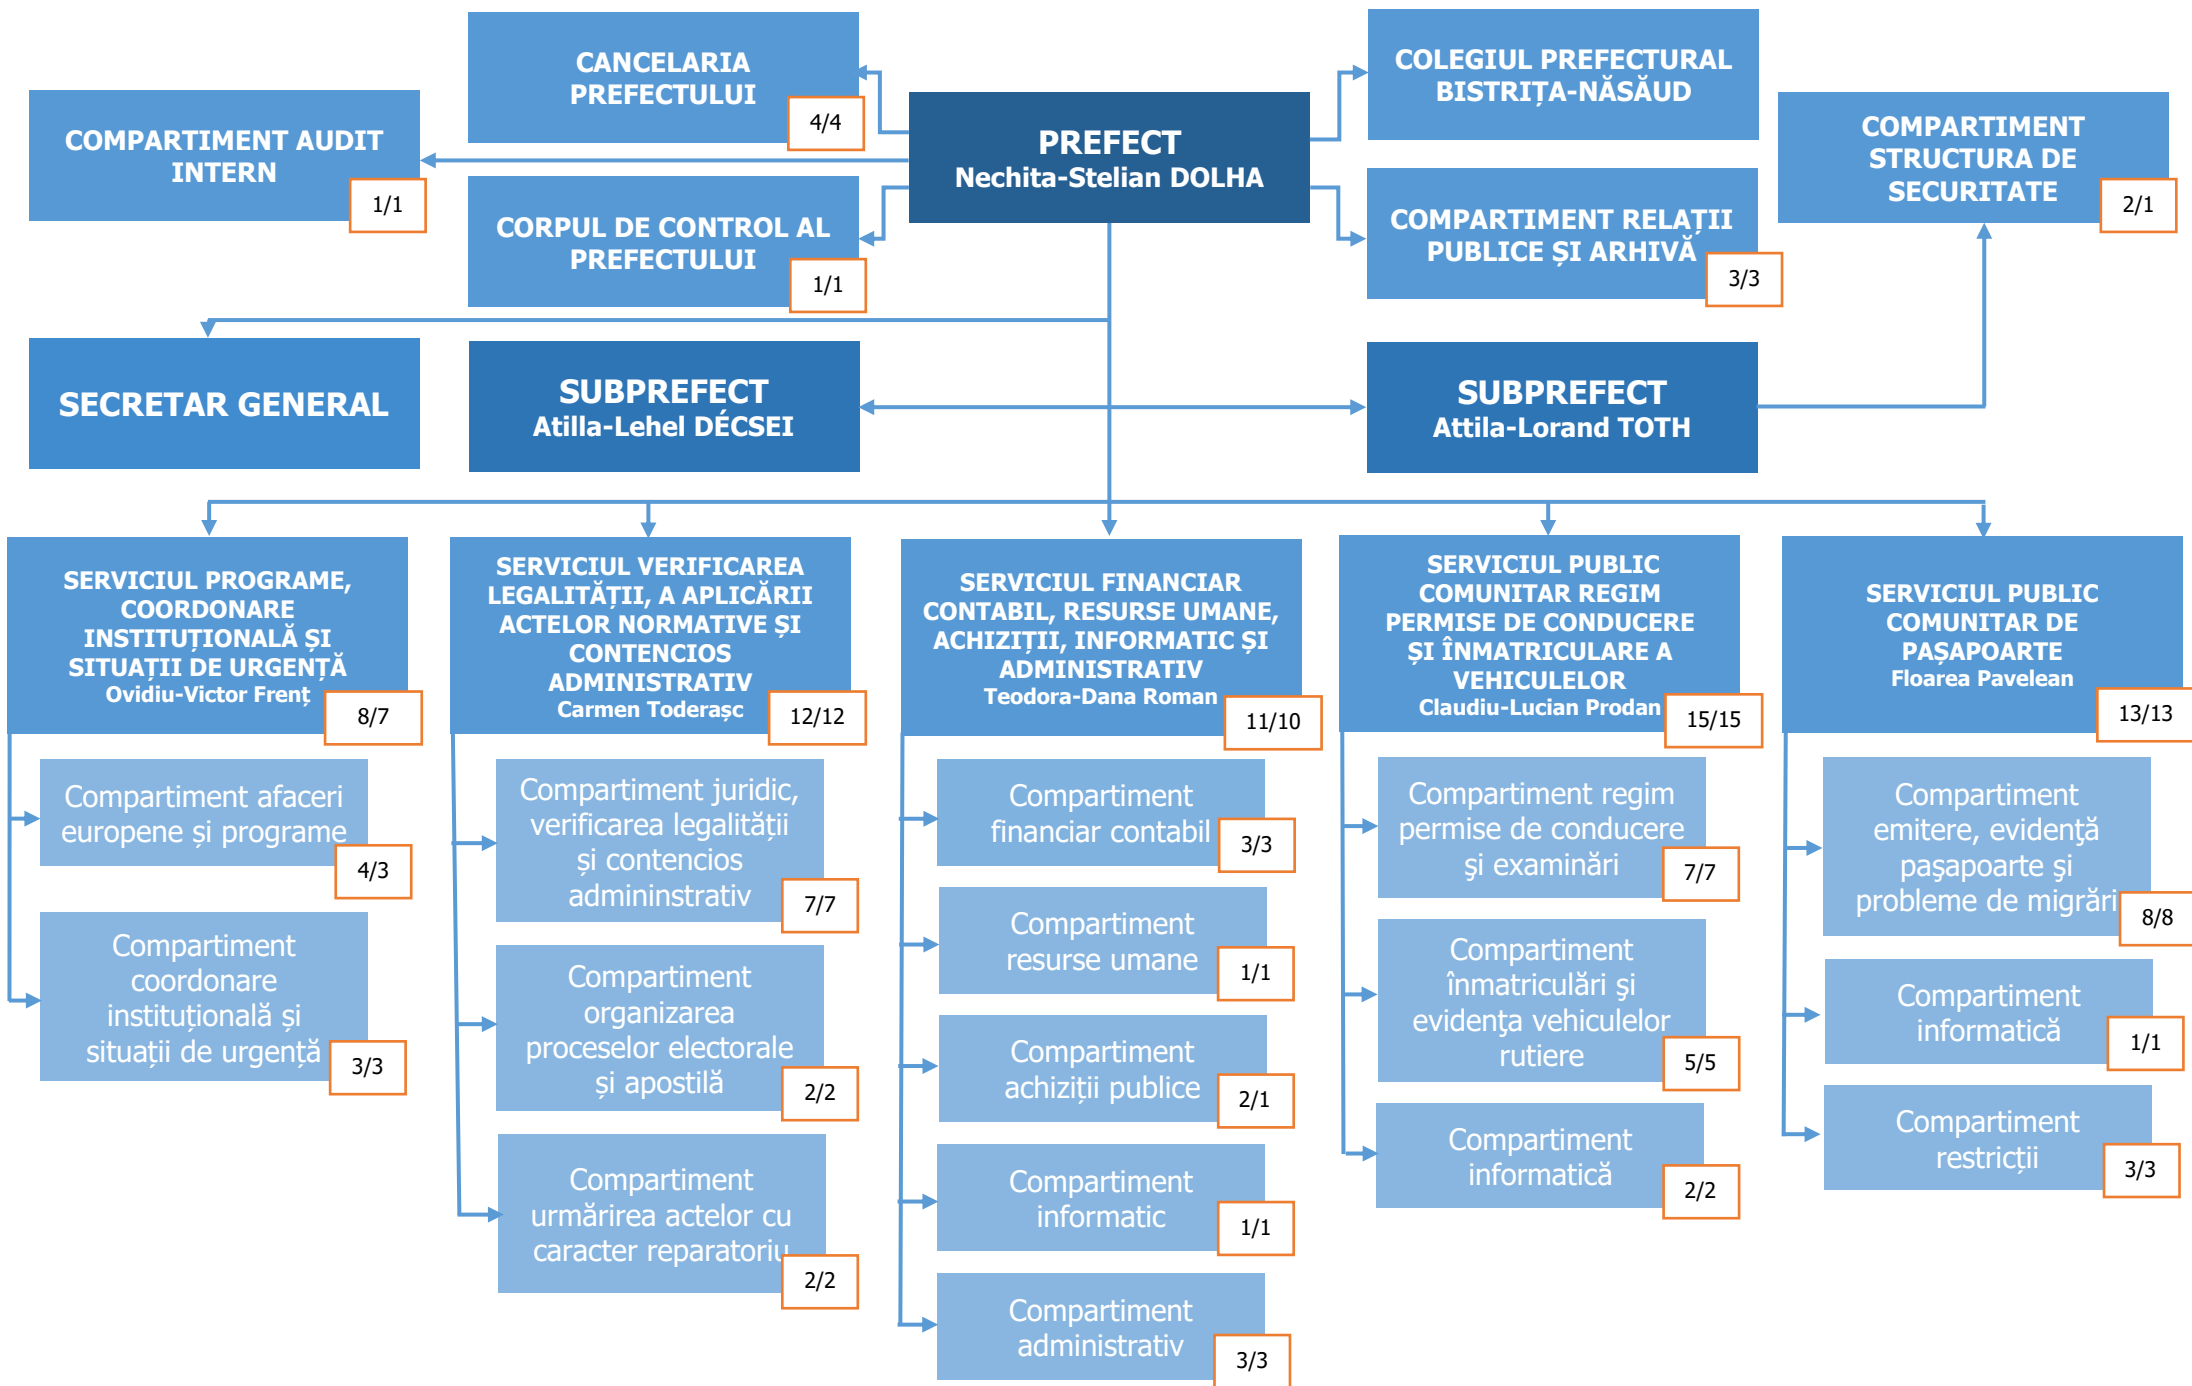 CANCELARIA
PREFECTULUI
4/4
COLEGIUL PREFECTURAL
BISTRIȚA-NĂSĂUD
COMPARTIMENT AUDIT
INTERN
1/1
PREFECT
Nechita-Stelian DOLHA
COMPARTIMENT
STRUCTURA DE
SECURITATE
2/1
CORPUL DE CONTROL AL
PREFECTULUI
1/1
COMPARTIMENT RELAȚII
PUBLICE ȘI ARHIVĂ
3/3
SECRETAR GENERAL
SUBPREFECT
Atilla-Lehel DÉCSEI
SUBPREFECT
Attila-Lorand TOTH
SERVICIUL PROGRAME,
COORDONARE
INSTITUȚIONALĂ ȘI
SITUAȚII DE URGENȚĂ
Ovidiu-Victor Frenț
8/7
SERVICIUL VERIFICAREA
LEGALITĂȚII, A APLICĂRII
ACTELOR NORMATIVE ȘI
CONTENCIOS
ADMINISTRATIV
Carmen Toderașc
12/12
SERVICIUL FINANCIAR
CONTABIL, RESURSE UMANE,
ACHIZIȚII, INFORMATIC ȘI
ADMINISTRATIV
Teodora-Dana Roman
11/10
SERVICIUL PUBLIC
COMUNITAR REGIM
PERMISE DE CONDUCERE
ȘI ÎNMATRICULARE A
VEHICULELOR
Claudiu-Lucian Prodan
15/15
SERVICIUL PUBLIC
COMUNITAR DE
PAȘAPOARTE
Floarea Pavelean
13/13
Compartiment afaceri
europene și programe
4/3
Compartiment
coordonare
instituțională și
situații de urgență
3/3
Compartiment juridic,
verificarea legalității
și contencios
admininstrativ
7/7
Compartiment
organizarea
proceselor electorale
și apostilă
2/2
Compartiment
urmărirea actelor cu
caracter reparatoriu
2/2
Compartiment
financiar contabil
3/3
Compartiment
resurse umane
1/1
Compartiment
achiziții publice
2/1
Compartiment
informatic
1/1
Compartiment
administrativ
3/3
Compartiment regim
permise de conducere
şi examinări
7/7
Compartiment
înmatriculări şi
evidenţa vehiculelor
rutiere
5/5
Compartiment
informatică
2/2
Compartiment
emitere, evidenţă
paşapoarte şi
probleme de migrări
8/8
Compartiment
informatică
1/1
Compartiment
restricții
3/3